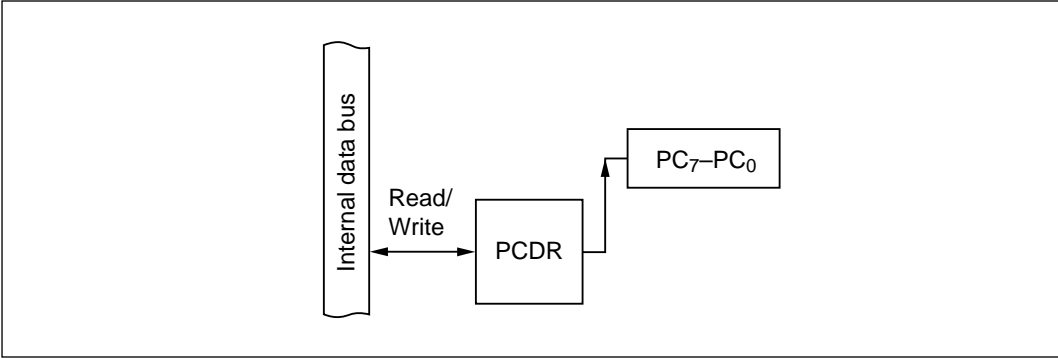 Internal data bus
Read/
Write
PCDR
PC7–PC0